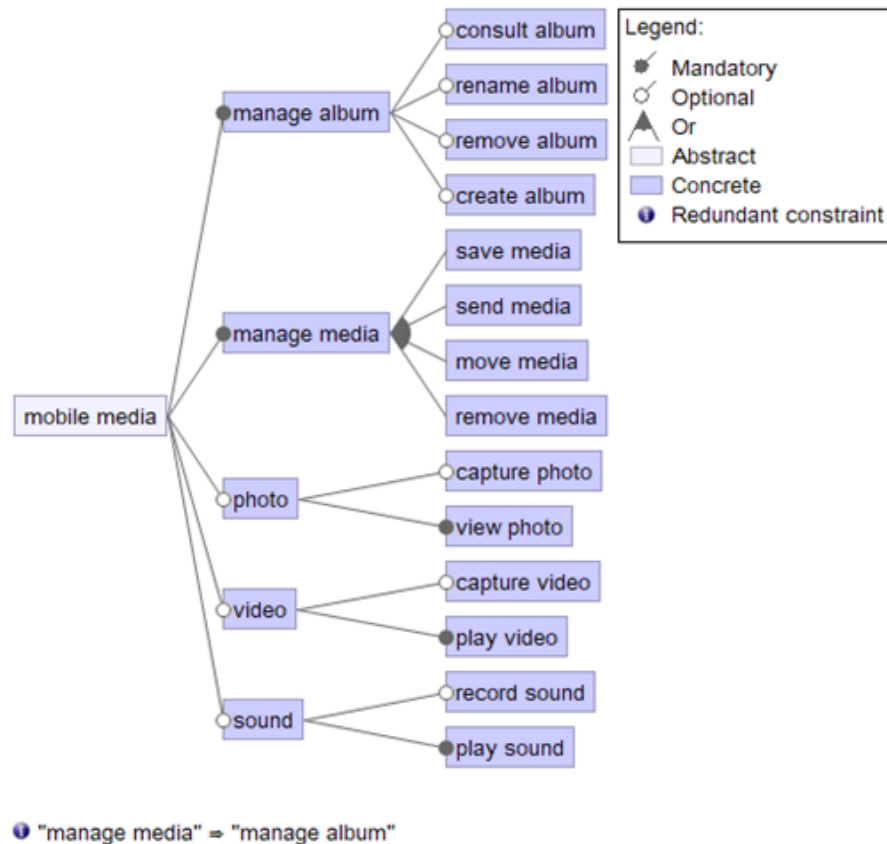 consult album
rename album
manage album
remove album
create album
save media
send media
manage media
move media
remove media
mobile media
capture photo
photo
view photo
capture video
video
play video
record sound
sound
play sound
Legend:
Mandatory
Optional
Or
Abstract
Concrete
Redundant constraint
"manage media" ⇒ "manage album"